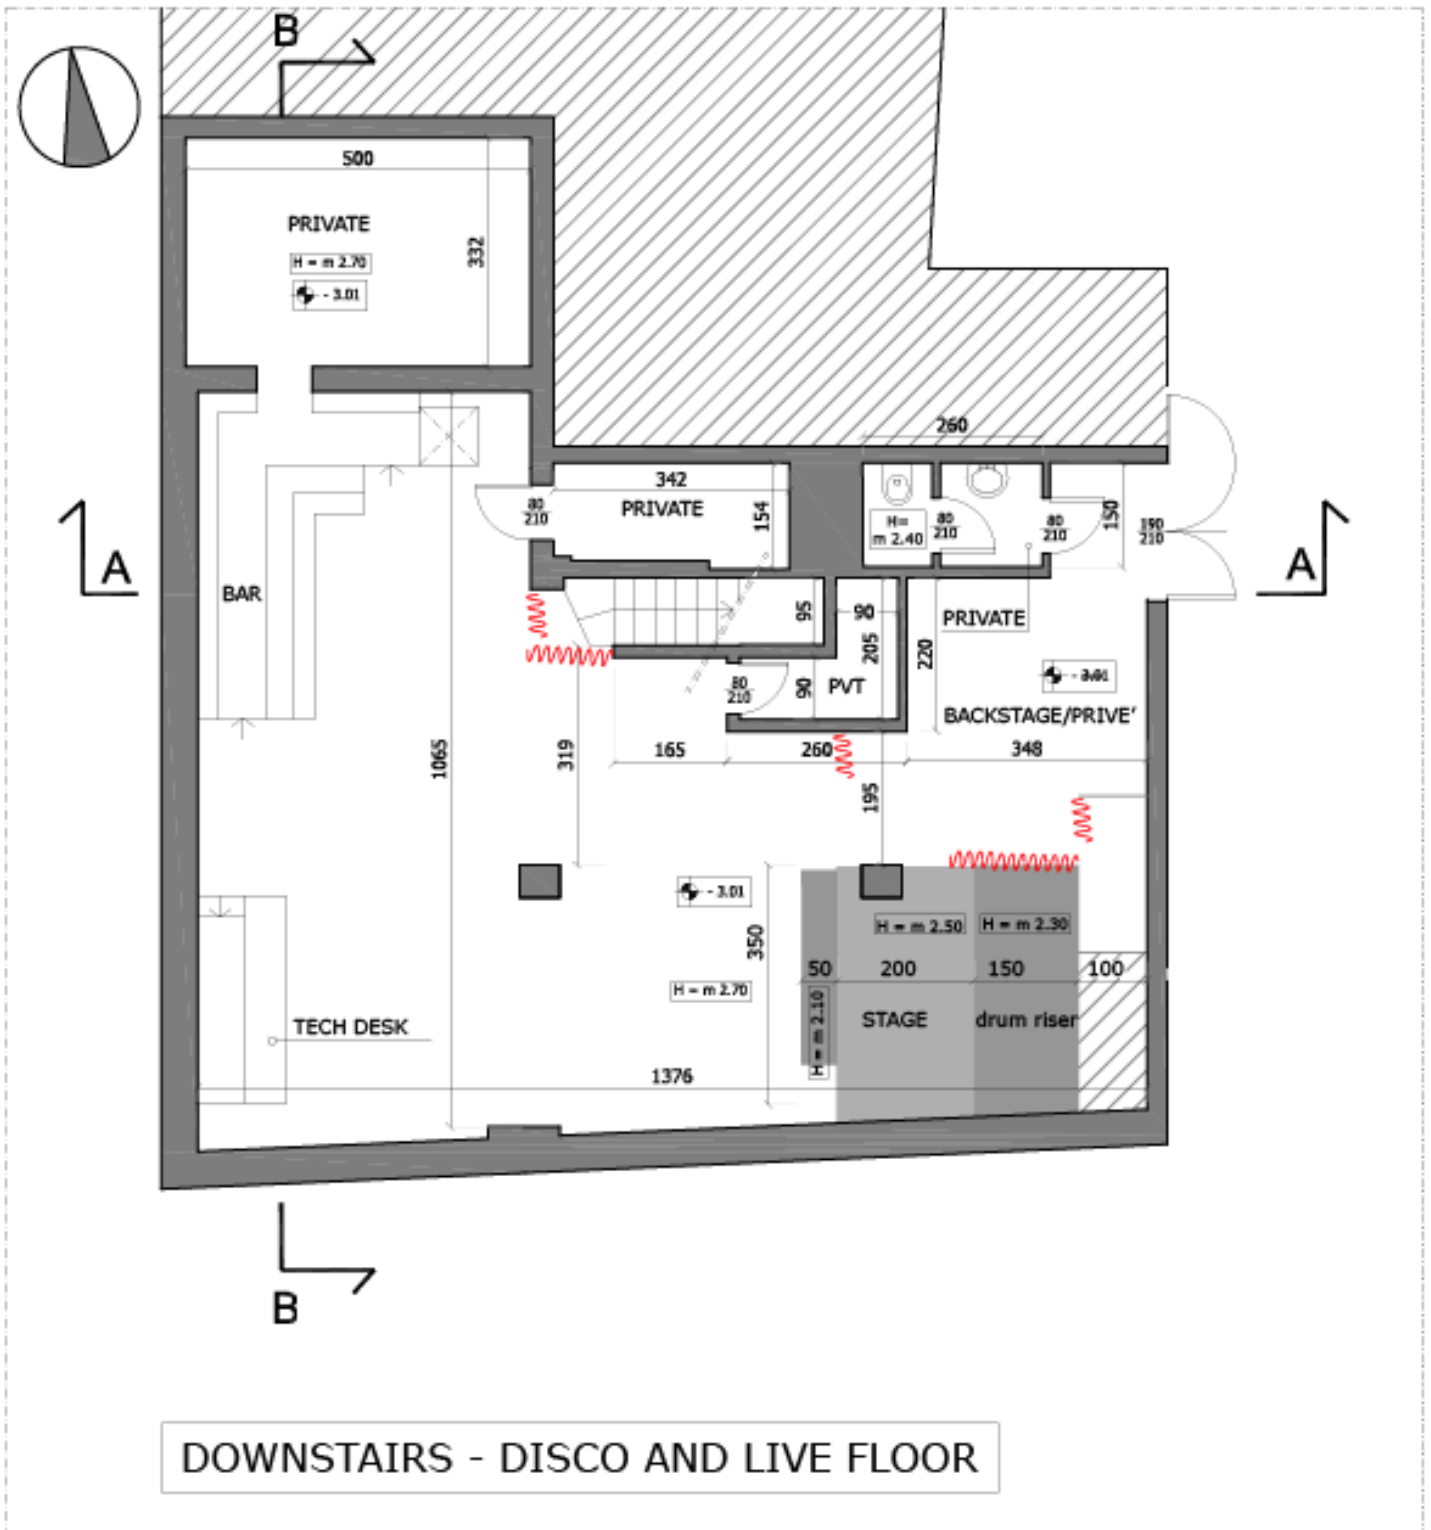 B
500
PRIVATE
332
H = m 2.70
- 3.01
260
342
PRIVATE
154
80
210
H=
m 2.40
80
210
80
210
150
190
210
A
A
BAR
95
90
205
PRIVATE
220
80
210
90
PVT
- 3.01
BACKSTAGE/PRIVE'
1065
319
165
260
348
195
- 3.01
H = m 2.50
H = m 2.30
350
50
200
150
100
H = m 2.70
H = m 2.10
STAGE
drum riser
TECH DESK
1376
B
DOWNSTAIRS - DISCO AND LIVE FLOOR